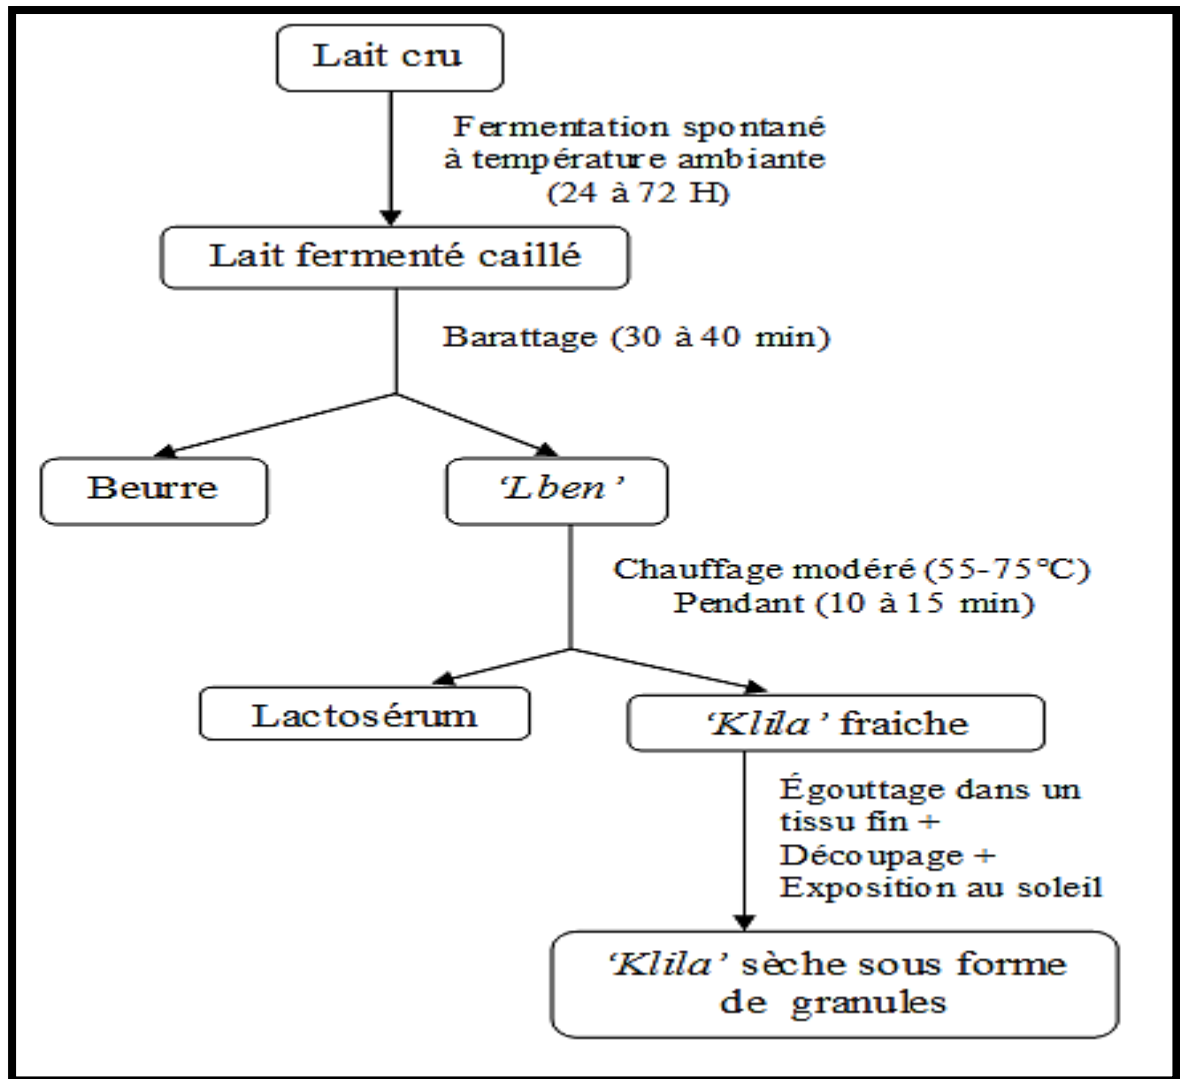 Lait cru
Fermentation spontané
à température ambiante
(24 à 72 H)
Lait fermenté caillé
Barattage (30 à 40 min)
Beurre
‘Lben’
Chauffage modéré (55-75°C)
Pendant (10 à 15 min)
Lactosérum
‘Klila’ fraiche
Égouttage dans un
tissu fin +
Découpage +
Exposition au soleil
‘Klila’ sèche sous forme
de granules